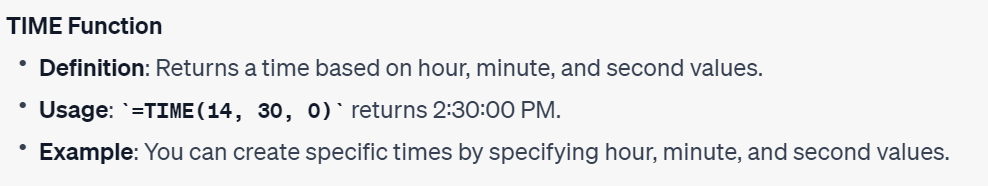 TIME Function
• Definition: Returns a time based on hour, minute, and second values.
• Usage: `=TIME(14, 30, 0)` returns 2:30:00 PM.
• Example: You can create specific times by specifying hour, minute, and second values.